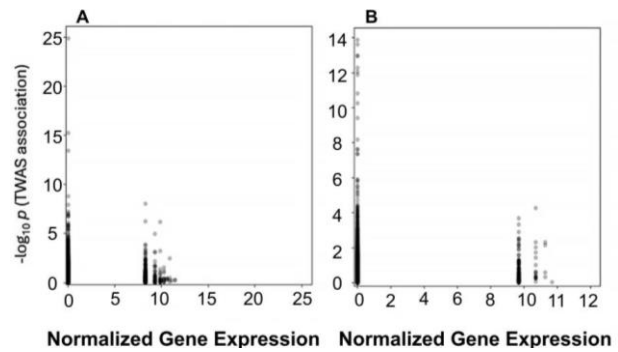 A B
25
20
15
10
5
0
-log10 p (TWAS association)
0 5 10 15 20 25
14
12
10
8
6
4
2
0
0 2 4 6 8 10 11 12
Normalized Gene Expression Normalized Gene Expression